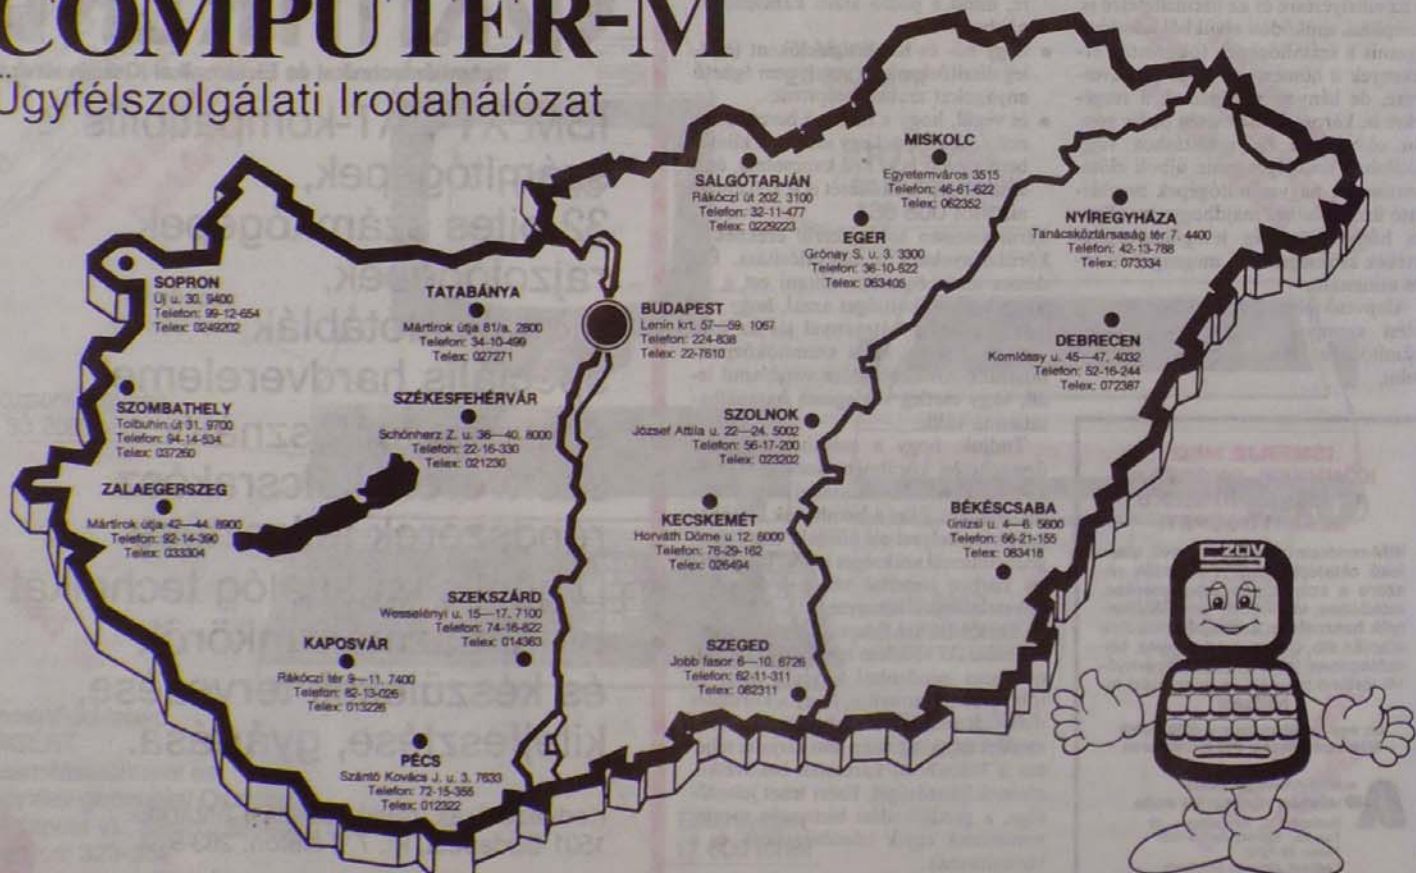 COMPUTER-M
Ügyfélszolgálati Irodahálózat
MISKOLC
Egyetemváros 3515
Telefon: 46-61-622
Telex: 062352
SALGÓTARJÁN
Rákóczi út 202. 3100
Telefon: 32-11-477
Telex: 0229223
NYÍREGYHÁZA
Tanácsköztársaság tér 7. 4400
Telefon: 42-13-788
Telex: 073334
EGER
Grónay S. u. 3. 3300
Telefon: 36-10-522
Telex: 063405
SOPRON
Új u. 30. 9400
Telefon: 99-12-654
Telex: 0249202
TATABÁNYA
Mártírok útja 81/a. 2800
Telefon: 34-10-499
Telex: 027271
BUDAPEST
Lenin krt. 57—59. 1067
Telefon: 224-838
Telex: 22-7610
DEBRECEN
Komlóssy u. 45—47. 4032
Telefon: 52-16-244
Telex: 072387
SZOMBATHELY
Tolbuhin út 31. 9700
Telefon: 94-14-534
Telex: 037260
SZÉKESFEHÉRVÁR
Schönherz Z. u. 36—40. 8000
Telefon: 22-16-330
Telex: 021230
SZOLNOK
József Attila u. 22—24. 5002
Telefon: 56-17-200
Telex: 023202
ZALAEGERSZEG
Mártírok útja 42—44. 8900
Telefon: 92-14-390
Telex: 033304
KECSKEMÉT
Horváth Döme u 12. 6000
Telefon: 76-29-162
Telex: 026494
BÉKÉSCSABA
Gnizsi u. 4—6. 5600
Telefon: 66-21-155
Telex: 083418
SZEKSZÁRD
Wesselényi u. 15—17. 7100
Telefon: 74-16-822
Telex: 014363
KAPOSVÁR
Rákóczi tér 9—11. 7400
Telefon: 82-13-026
Telex: 013226
SZEGED
Jobb fasor 6—10. 6726
Telefon: 62-11-311
Telex: 082311
PÉCS
Szántó Kovács J. u. 3. 7633
Telefon: 72-15-355
Telex: 012322
SZÜV